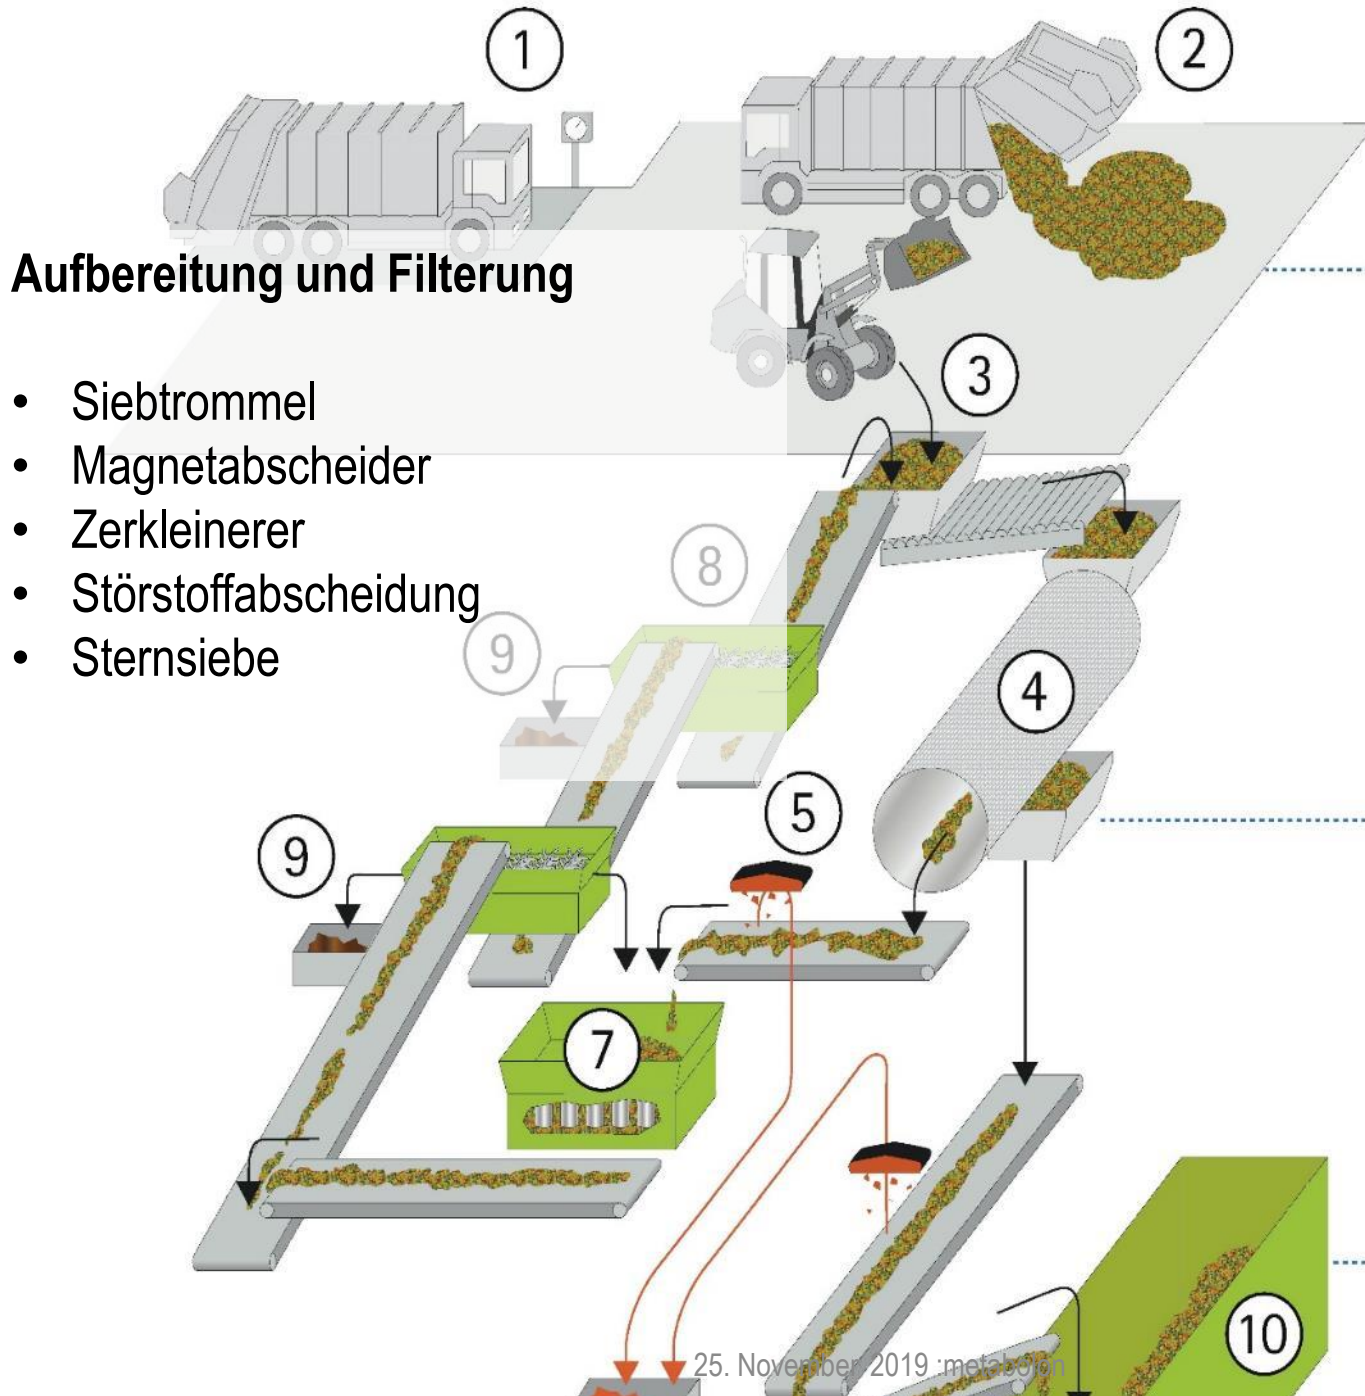 1
2
Aufbereitung und Filterung
3
• Siebtrommel
• Magnetabscheider
• Zerkleinerer
8
• Störstoffabscheidung
• Sternsiebe
9
4
5
9
7
10
25. November 2019 :metabolon